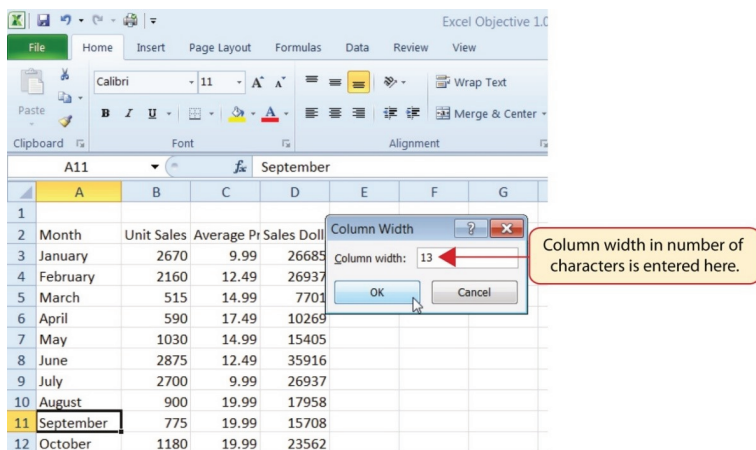 Excel Objective 1.0
File Home Insert Page Layout Formulas Data Review View
Calibri 11 A A Wrap Text
Paste B I U A Merge & Center
Clipboard Font Alignment
A11 fx September
A B C D E F G
1
2 Month Unit Sales Average Pr Sales Doll
3 January 2670 9.99 26685
4 February 2160 12.49 26937
5 March 515 14.99 7701
6 April 590 17.49 10269
7 May 1030 14.99 15405
8 June 2875 12.49 35916
9 July 2700 9.99 26937
10 August 900 19.99 17958
11 September 775 19.99 15708
12 October 1180 19.99 23562
Column Width ?
Column width: 13
OK Cancel
Column width in number of
characters is entered here.